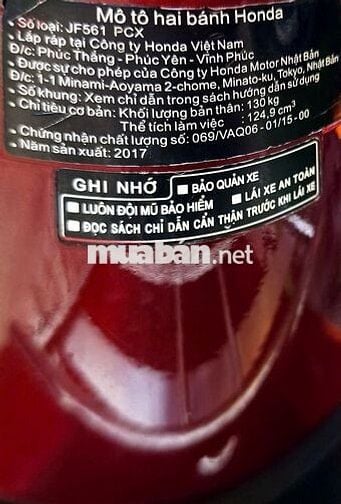 Mô tô hai bánh Honda
• Số loại: JF561 PCX
• Lắp ráp tại Công ty Honda Việt Nam
Đ/c: Phúc Thắng - Phúc Yên - Vĩnh Phúc
Được sự cho phép của Công ty Honda Motor Nhật Bản
Đ/c: 1-1 Minami-Aoyama 2-chome, Minato-ku, Tokyo, Nhật Bản
• Số khung: Xem chỉ dẫn trong sách hướng dẫn sử dụng
• Chỉ tiêu cơ bản: Khối lượng bản thân: 130 kg
Thể tích làm việc : 124,9 cm³
• Chứng nhận chất lượng số: 069/VAQ06 - 01/15 - 00
• Năm sản xuất: 2017
GHI NHỚ
■ BẢO QUẢN XE
■ LUÔN ĐỘI MŨ BẢO HIỂM
■ LÁI XE AN TOÀN
■ ĐỌC SÁCH CHỈ DẪN CẨN THẬN TRƯỚC KHI LÁI XE
muaban.net